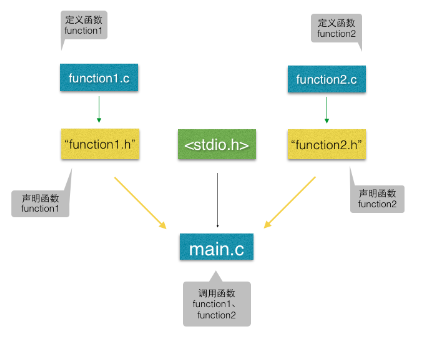 定义函数
function1
定义函数
function2
function1.c
function2.c
“function1.h”
<stdio.h>
“function2.h”
声明函数
function1
声明函数
function2
main.c
调用函数
function1、
function2